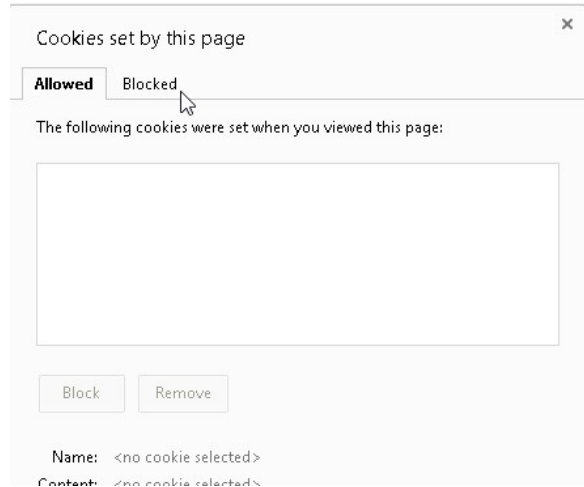 Cookies set by this page
Allowed Blocked
The following cookies were set when you viewed this page:
Block Remove
Name: <no cookie selected>
Content: <no cookie selected>